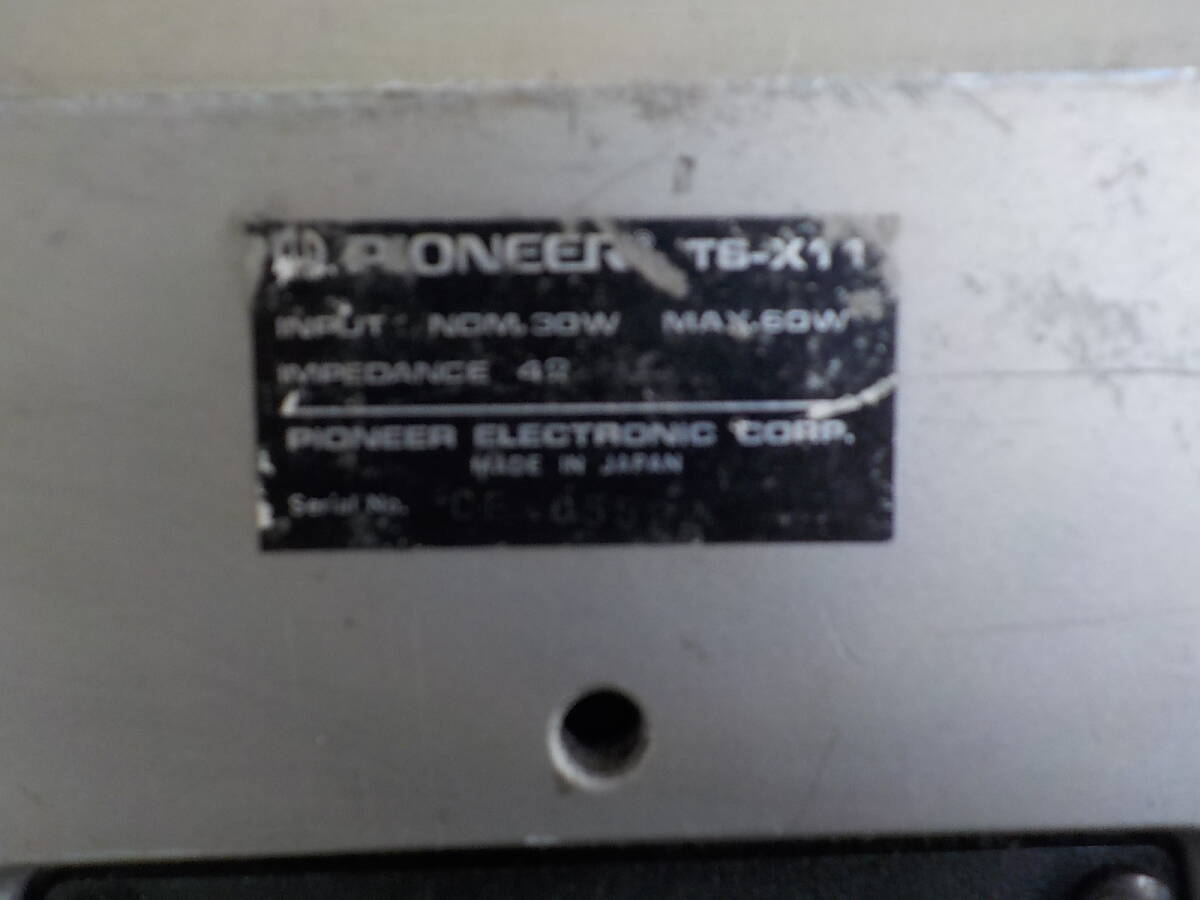 PIONEER® TS-X11
INPUT NOM.30W MAX.60W
IMPEDANCE 4Ω
PIONEER ELECTRONIC CORP.
MADE IN JAPAN
Serial No.